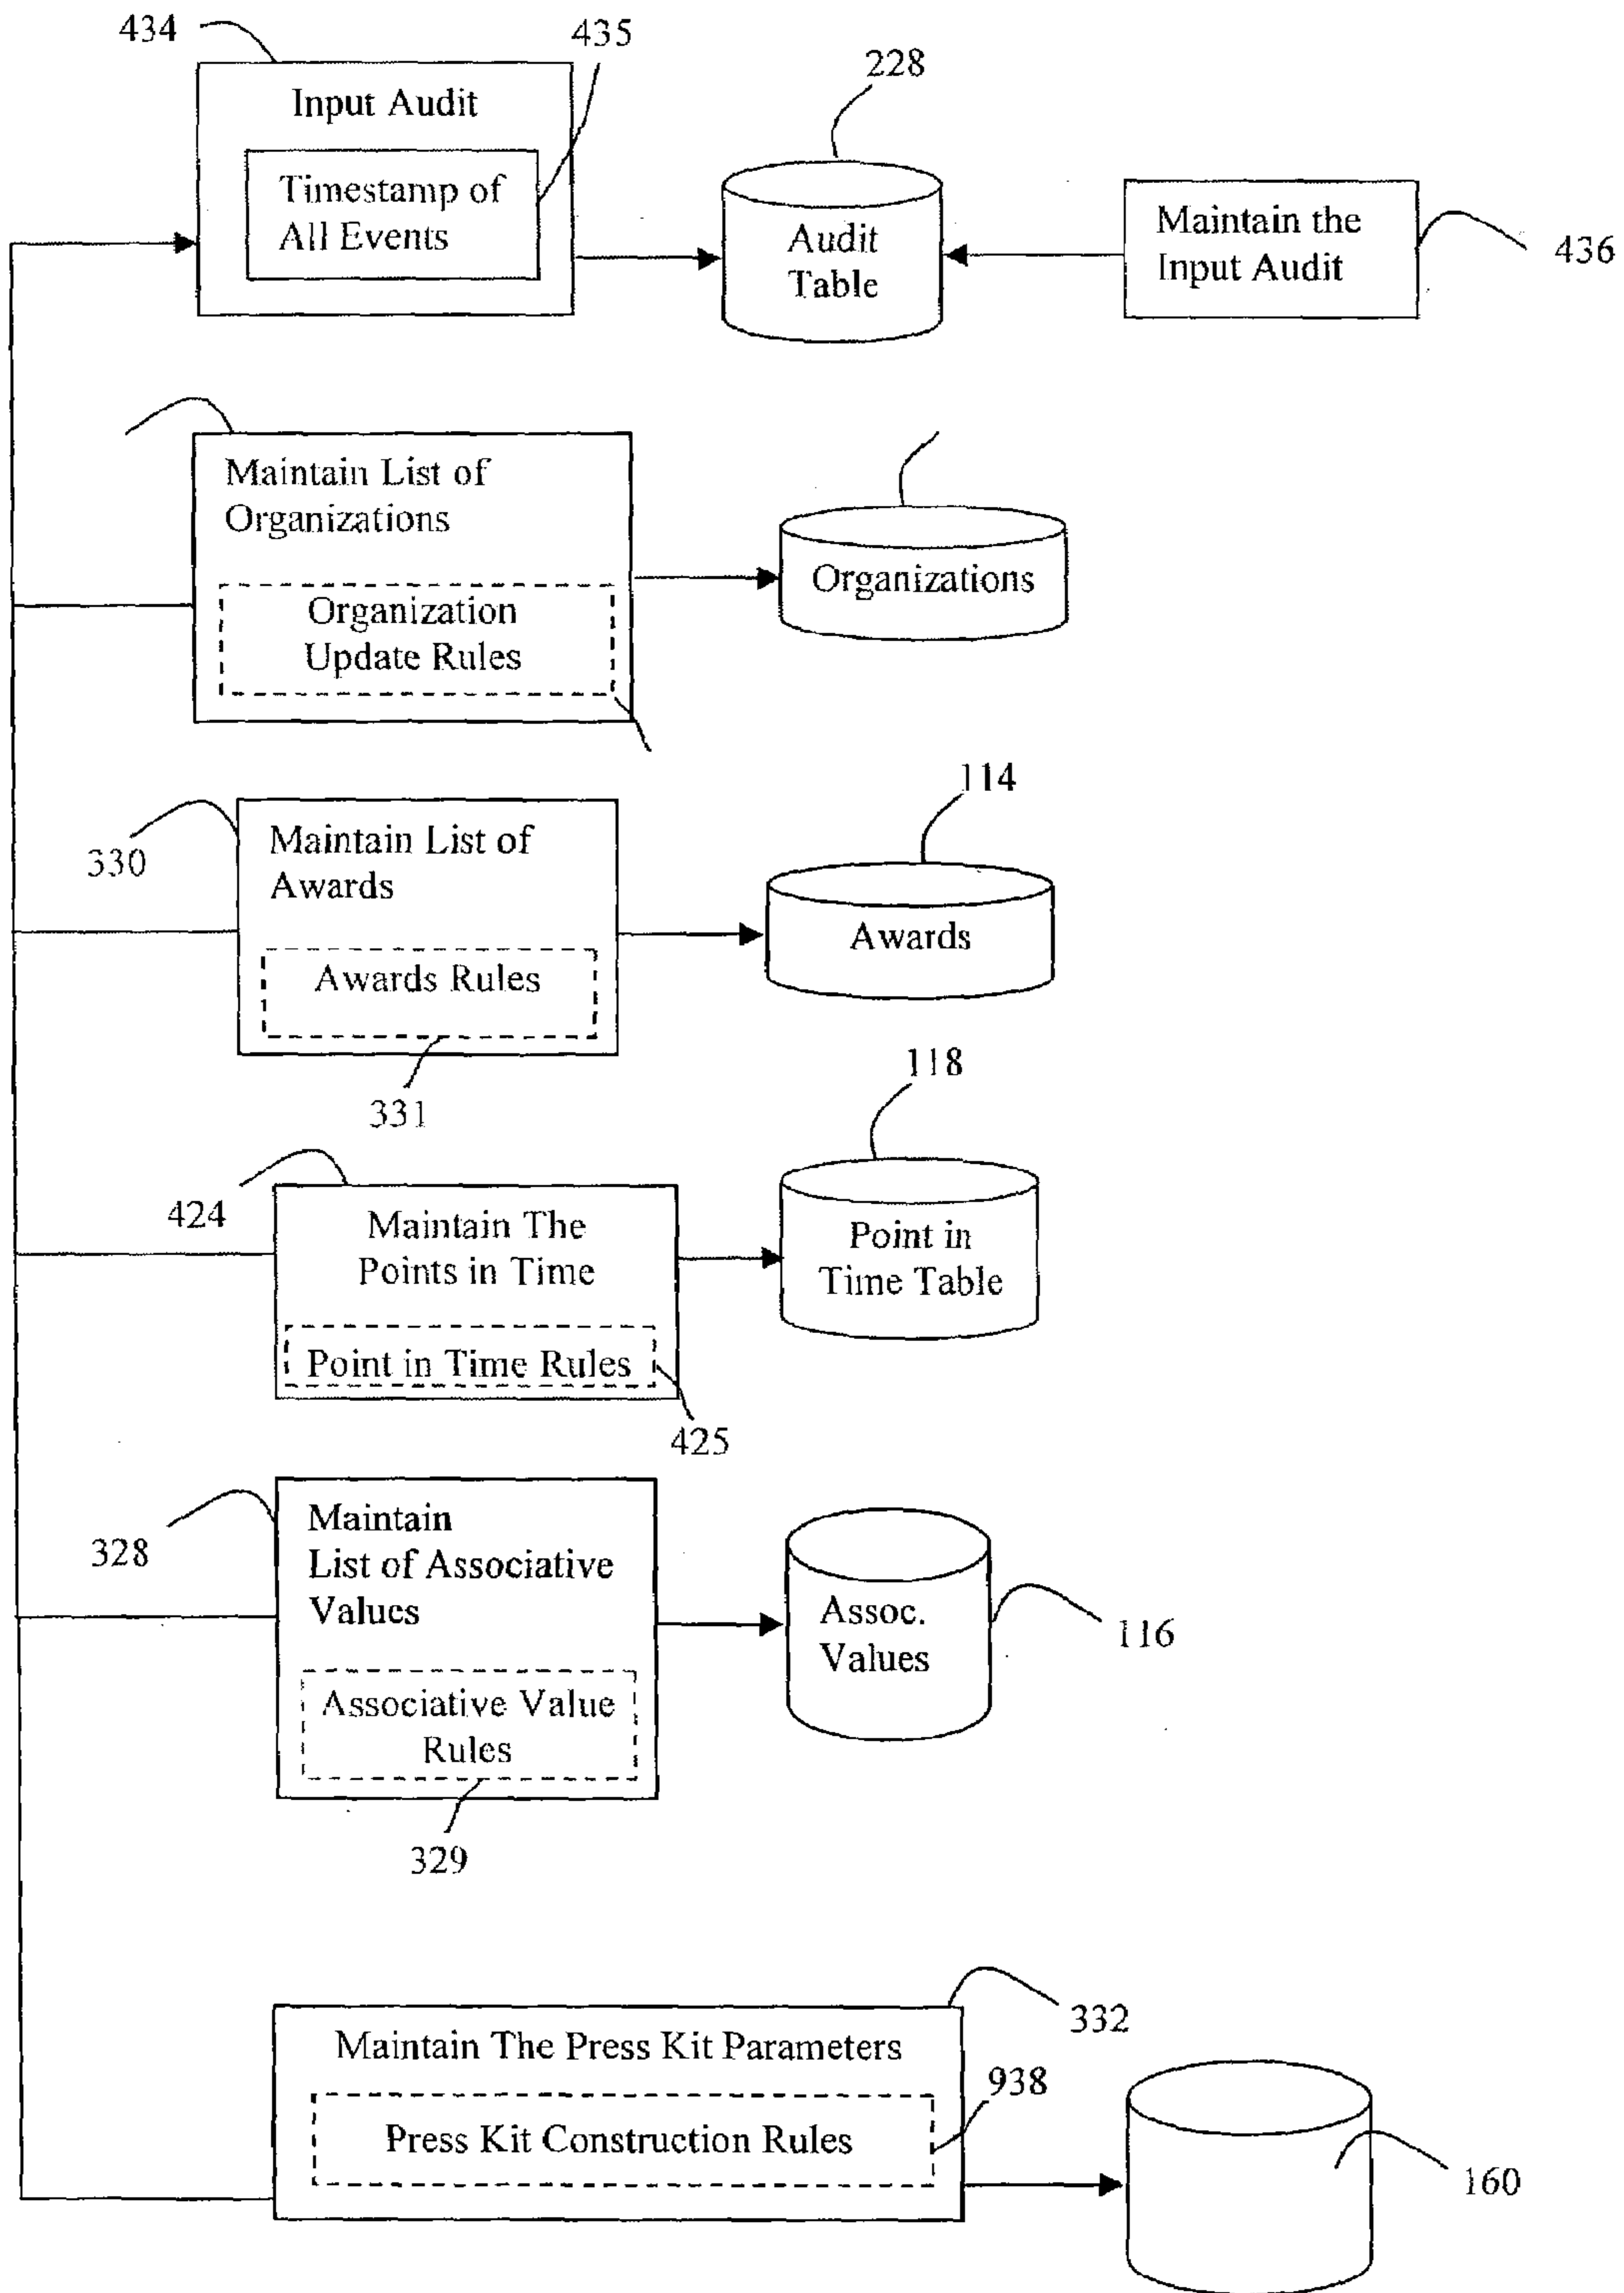 434
435
228
Input Audit
Timestamp of
All Events
Audit
Table
Maintain the
Input Audit
436
Maintain List of
Organizations
Organization
Update Rules
Organizations
330
Maintain List of
Awards
Awards Rules
331
114
Awards
424
Maintain The
Points in Time
Point in Time Rules
425
118
Point in
Time Table
328
Maintain
List of Associative
Values
Associative Value
Rules
329
Assoc.
Values
116
332
Maintain The Press Kit Parameters
938
Press Kit Construction Rules
160